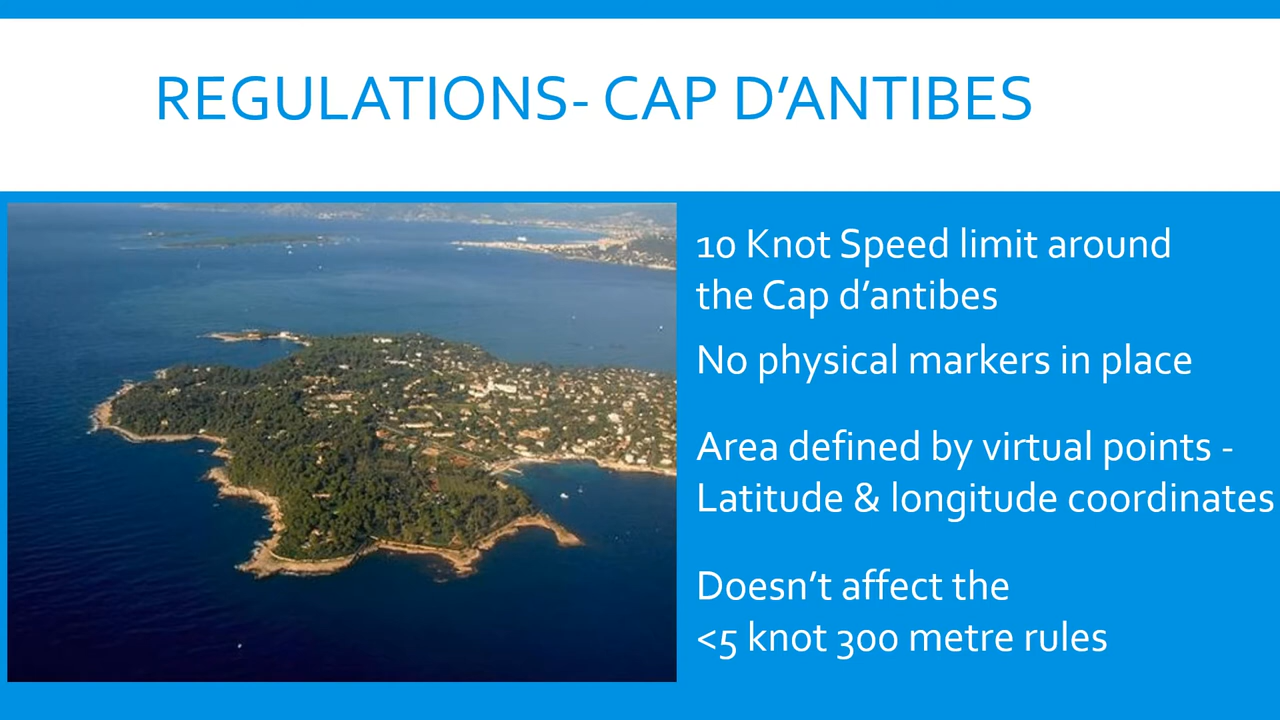 REGULATIONS- CAP D’ANTIBES
10 Knot Speed limit around
the Cap d’antibes
No physical markers in place
Area defined by virtual points -
Latitude & longitude coordinates
Doesn’t affect the
<5 knot 300 metre rules